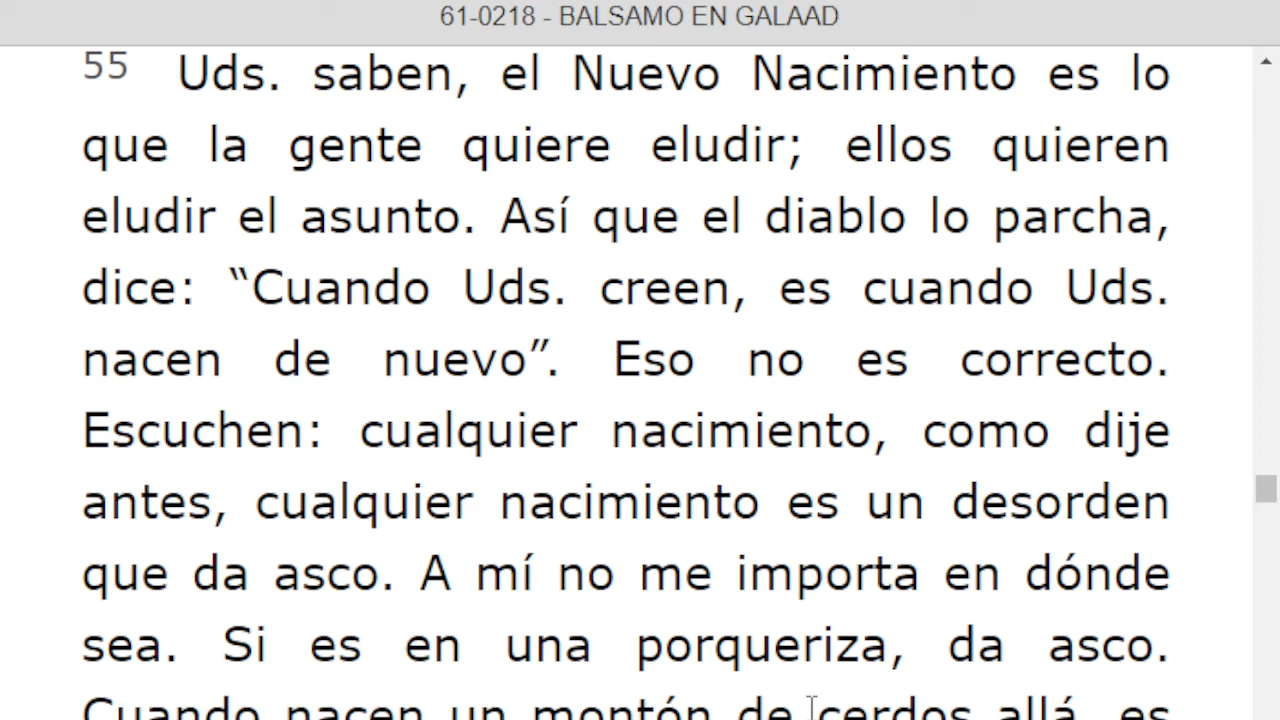 61-0218 - BALSAMO EN GALAAD
55 Uds. saben, el Nuevo Nacimiento es lo
que la gente quiere eludir; ellos quieren
eludir el asunto. Así que el diablo lo parcha,
dice: “Cuando Uds. creen, es cuando Uds.
nacen de nuevo”. Eso no es correcto.
Escuchen: cualquier nacimiento, como dije
antes, cualquier nacimiento es un desorden
que da asco. A mí no me importa en dónde
sea. Si es en una porqueriza, da asco.
Cuando nacen un montón de cerdos allá, es